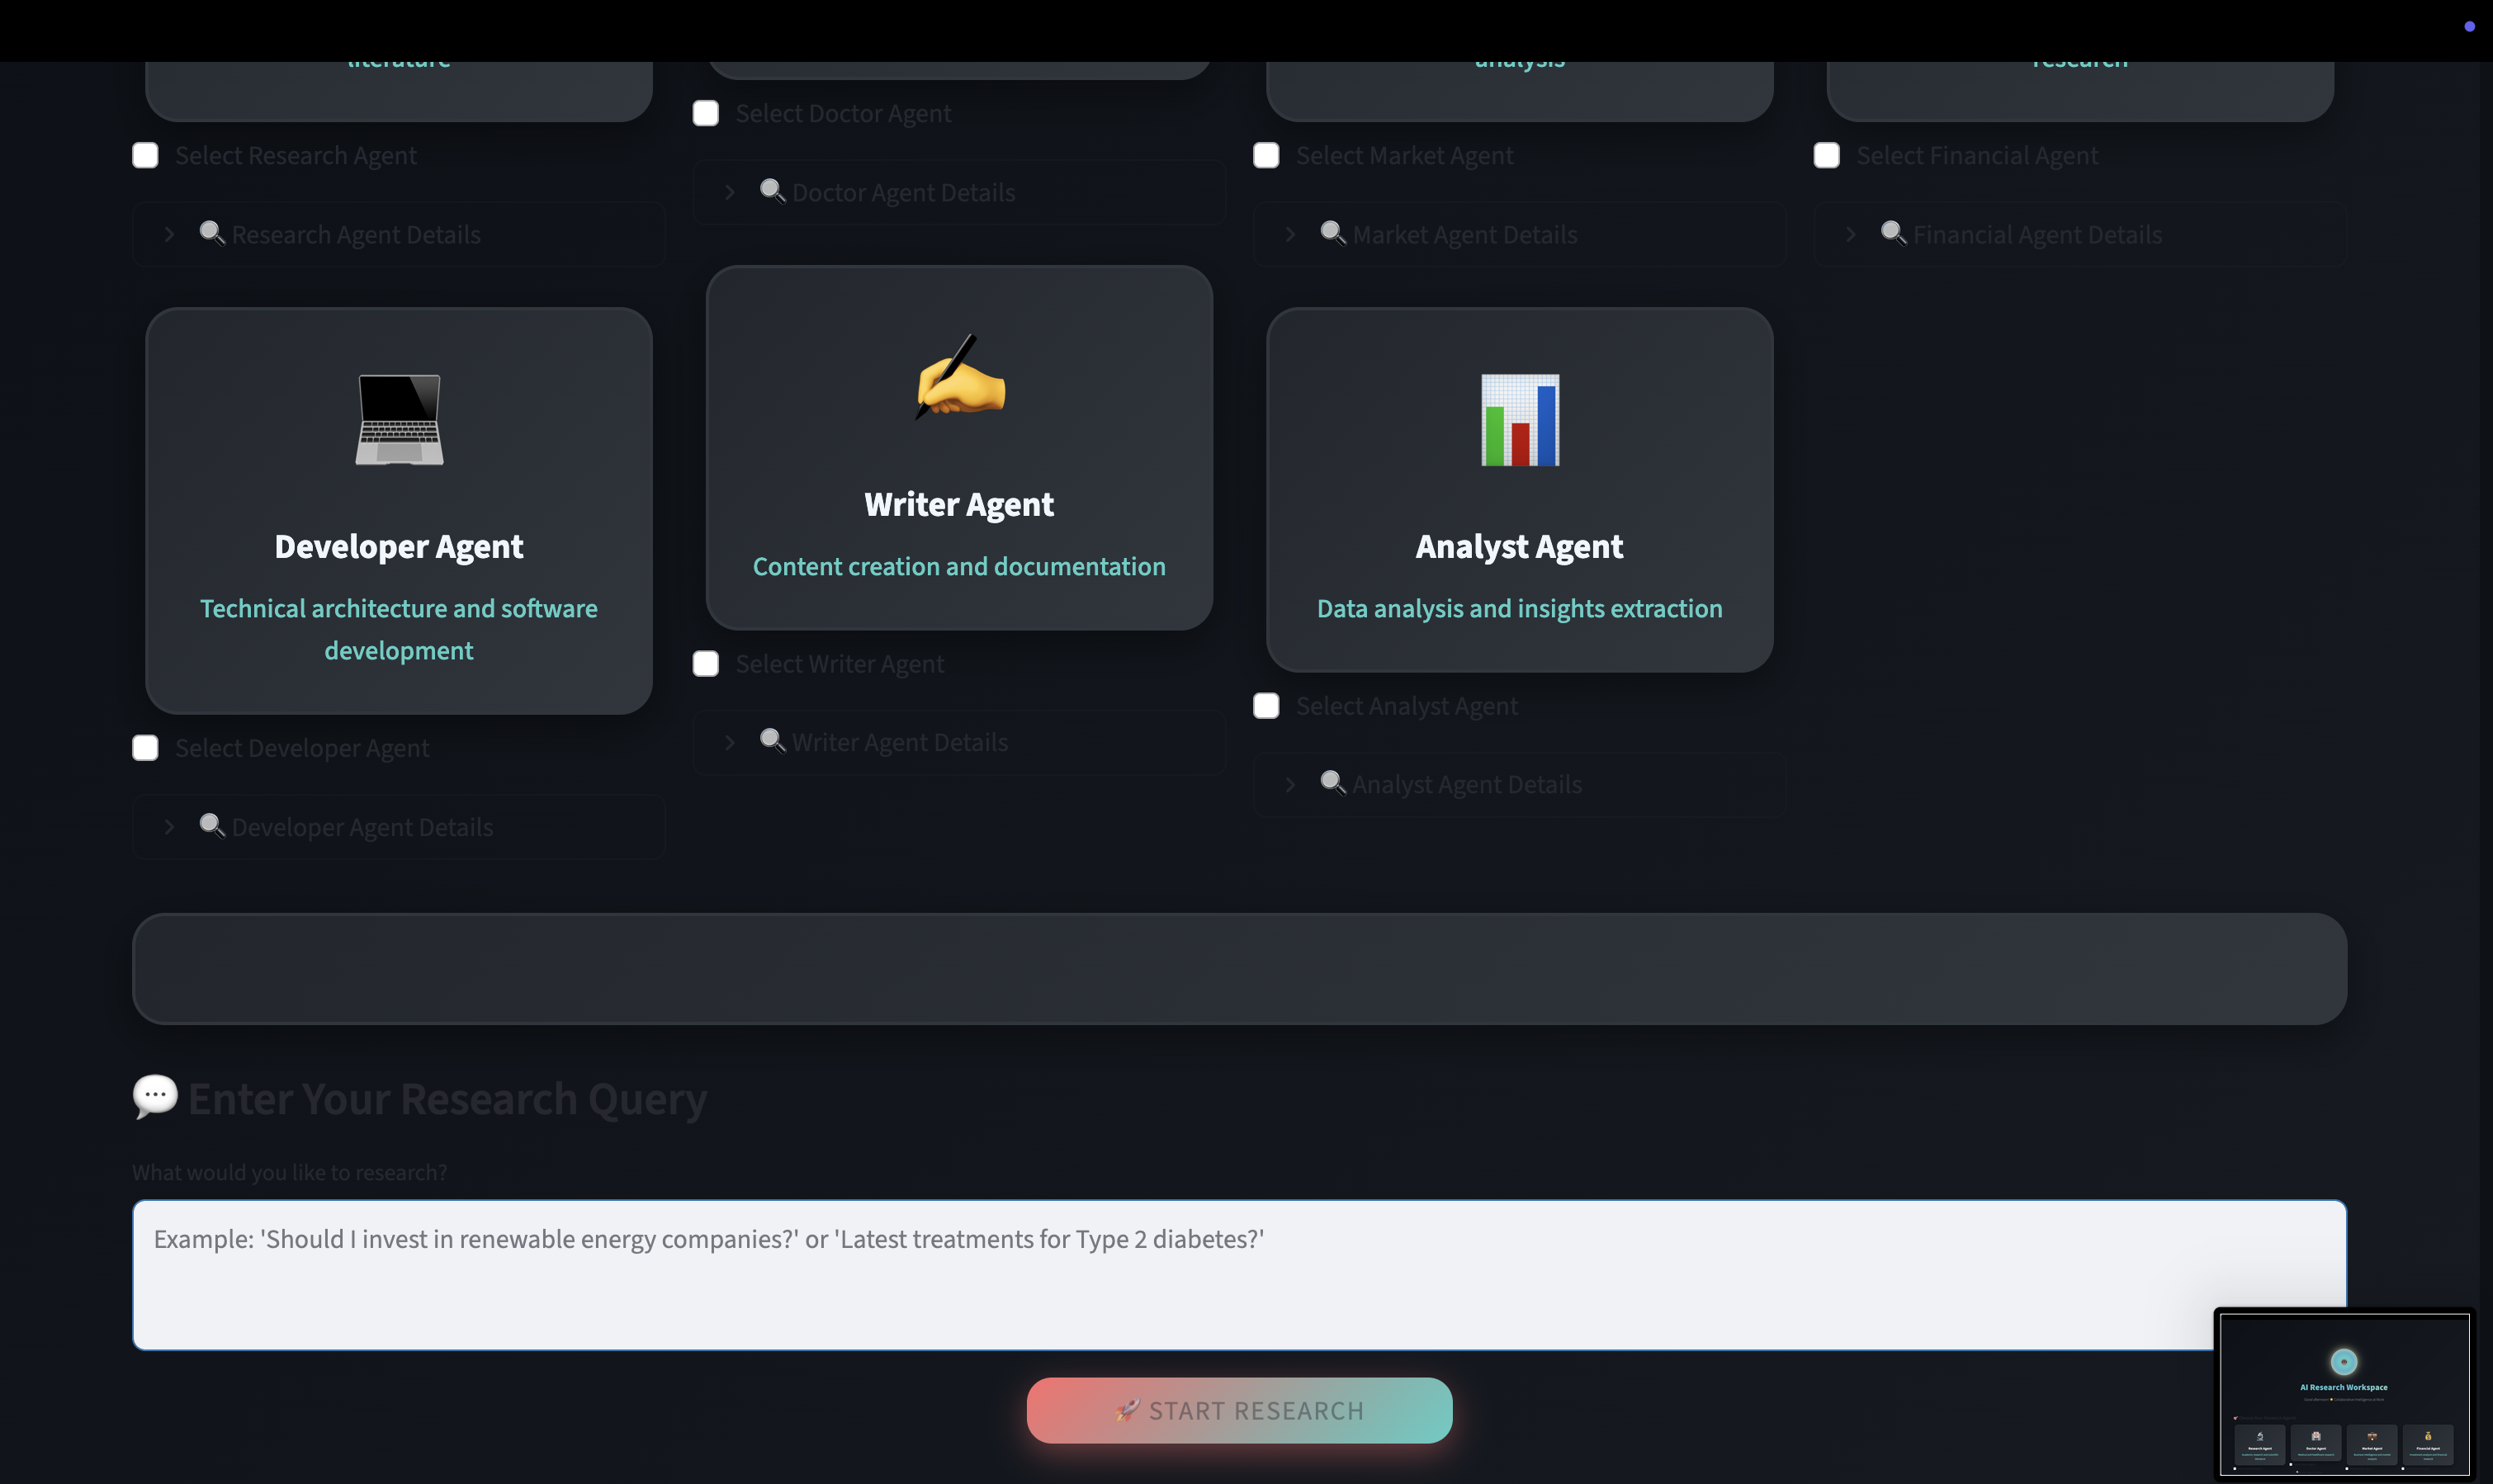 literature
analysis
research
Select Doctor Agent
Select Research Agent
Select Market Agent
Select Financial Agent
Doctor Agent Details
Research Agent Details
Market Agent Details
Financial Agent Details
Developer Agent
Technical architecture and software
development
Select Developer Agent
Developer Agent Details
Writer Agent
Content creation and documentation
Select Writer Agent
Writer Agent Details
Analyst Agent
Data analysis and insights extraction
Select Analyst Agent
Analyst Agent Details
Enter Your Research Query
What would you like to research?
Example: 'Should I invest in renewable energy companies?' or 'Latest treatments for Type 2 diabetes?'
START RESEARCH
AI Research Workspace
Research Agent
Doctor Agent
Market Agent
Financial Agent